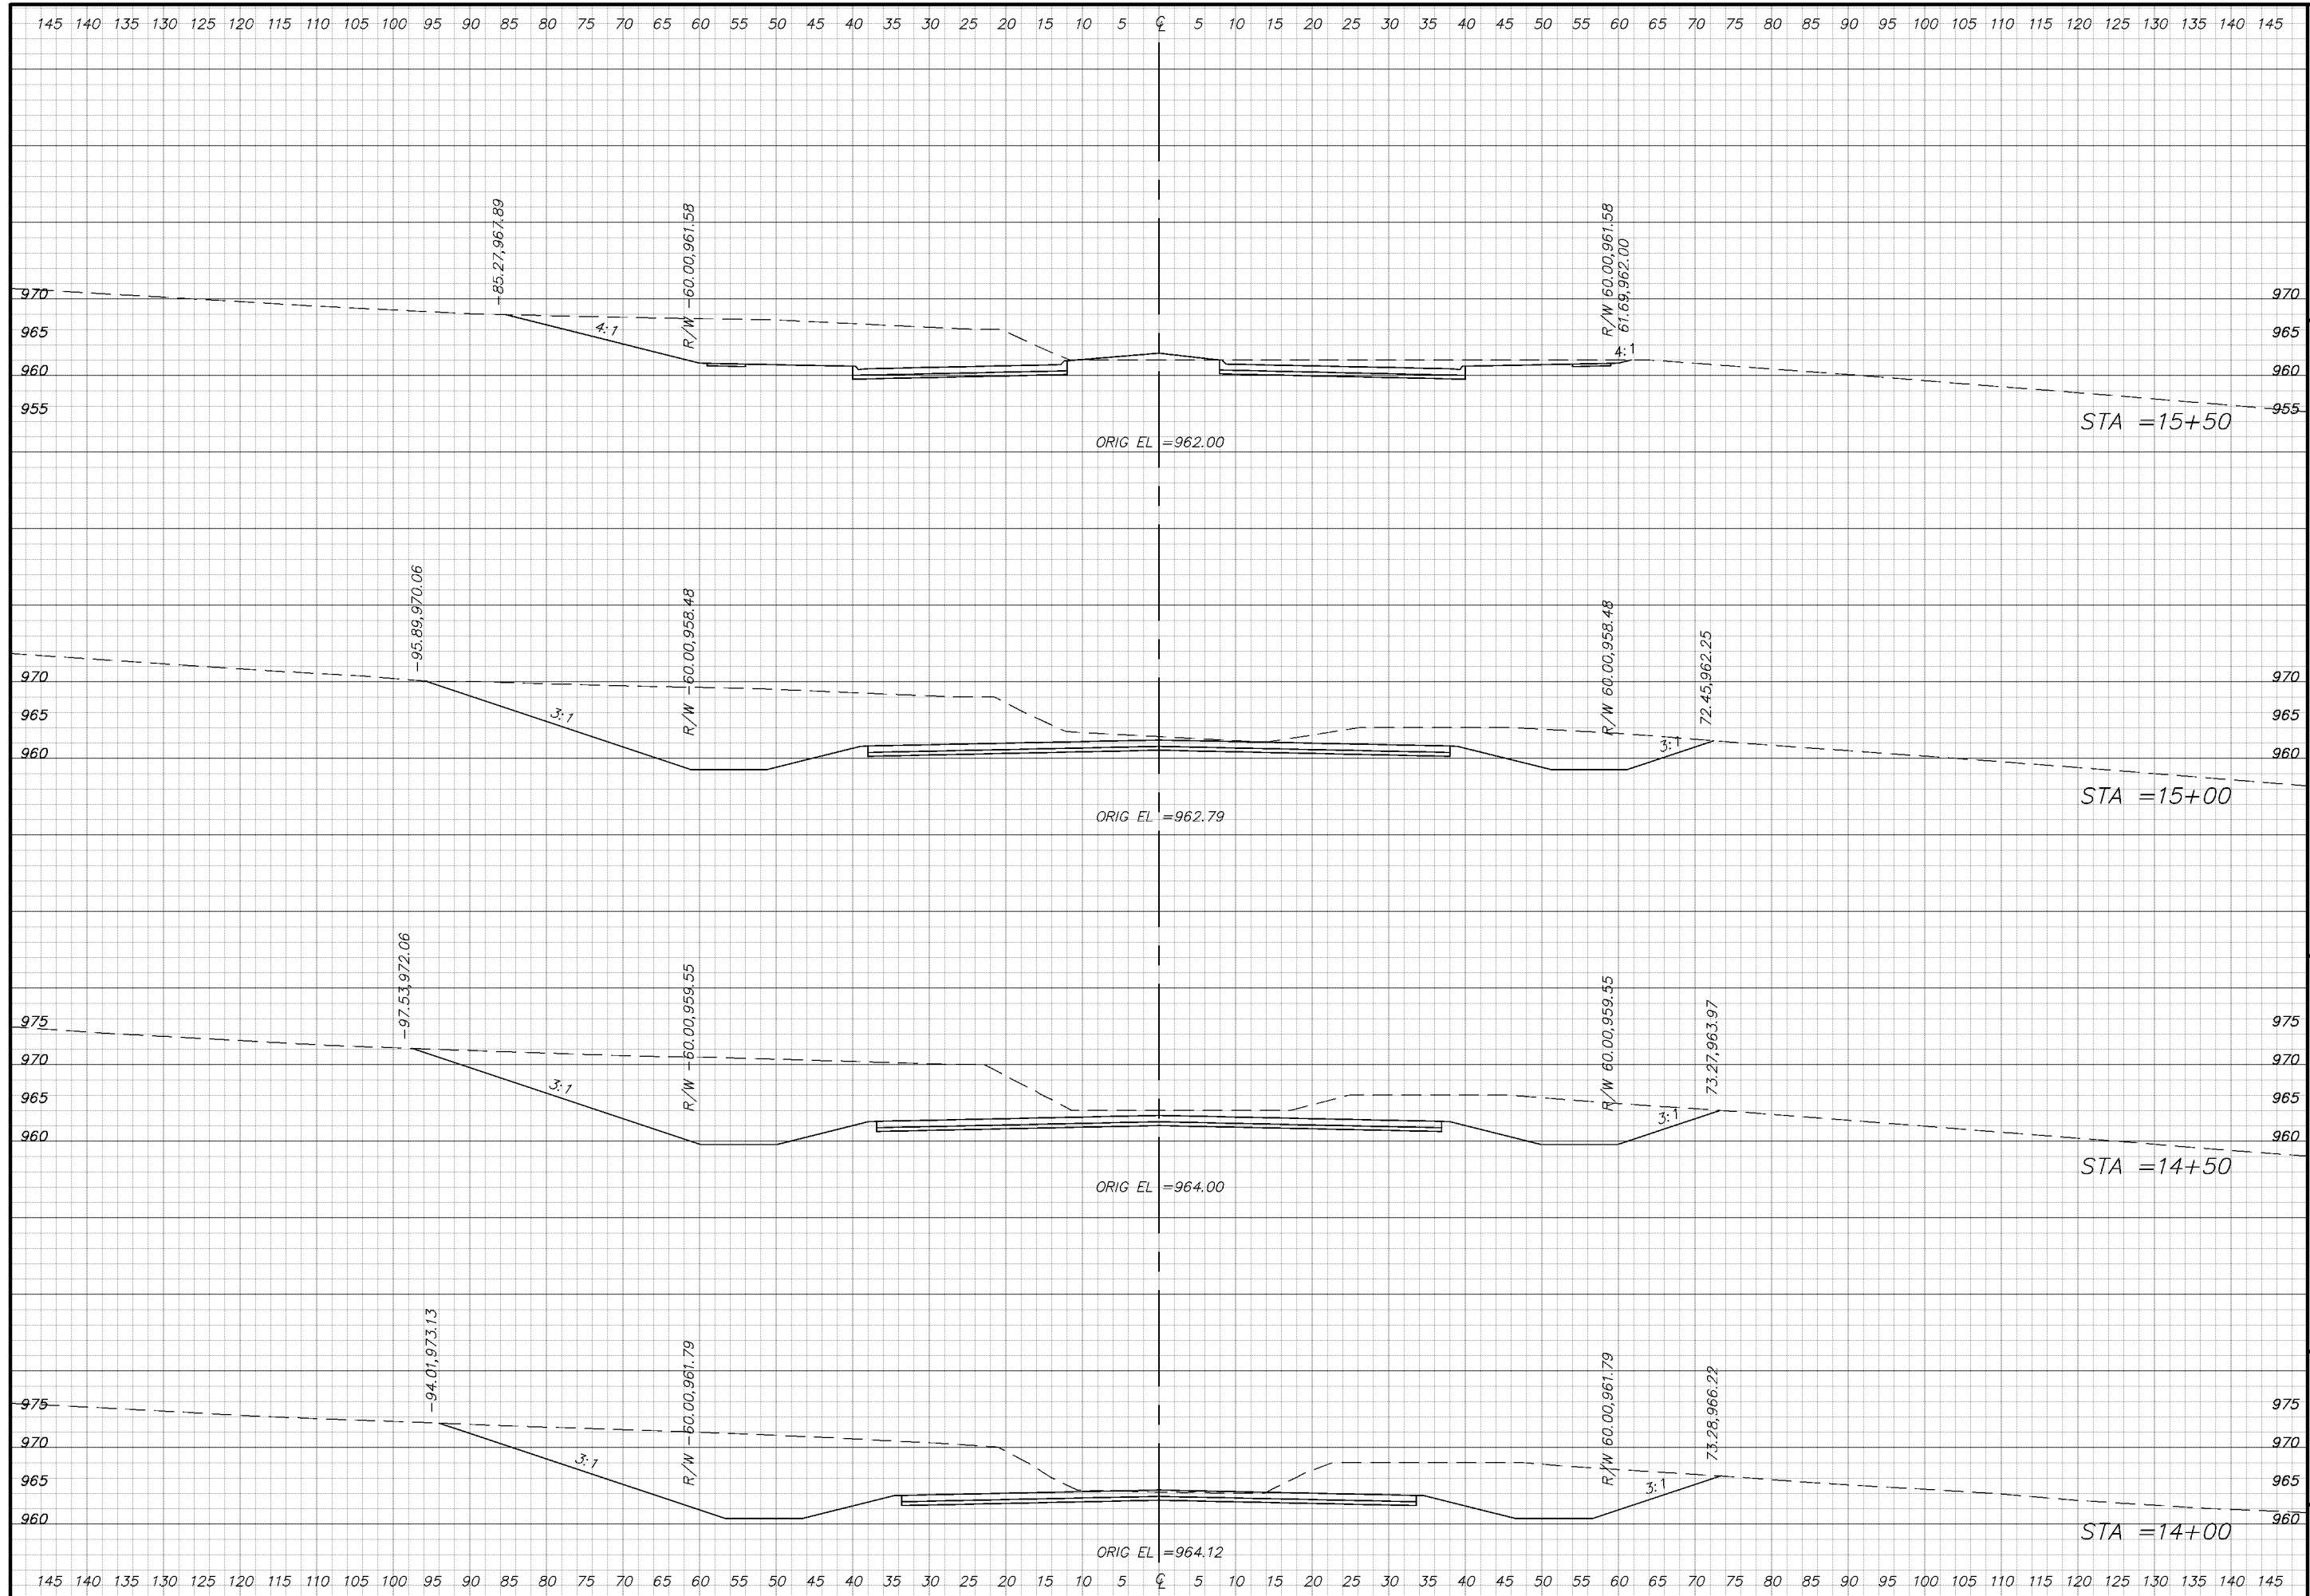 145 140 135 130 125 120 115 110 105 100 95 90 85 80 75 70 65 60 55 50 45 40 35 30 25 20 15 10 5 ℄ 5 10 15 20 25 30 35 40 45 50 55 60 65 70 75 80 85 90 95 100 105 110 115 120 125 130 135 140 145
-85.27,967.89
R/W -60.00,961.58
R/W 60.00,961.58
61.69,962.00
970 970
965 4:1 965
4:1
960 960
955 955
STA =15+50
ORIG EL =962.00
-95.89,970.06
R/W -60.00,958.48
R/W 60.00,958.48
72.45,962.25
970 970
965 3:1 965
3:1
960 960
STA =15+00
ORIG EL =962.79
-97.53,972.06
R/W -60.00,959.55
R/W 60.00,959.55
73.27,963.97
975 975
970 970
3:1
965 965
3:1
960 960
STA =14+50
ORIG EL =964.00
-94.01,973.13
R/W -60.00,961.79
R/W 60.00,961.79
73.28,966.22
975 975
970 970
3:1
965 965
3:1
960 960
STA =14+00
ORIG EL =964.12
145 140 135 130 125 120 115 110 105 100 95 90 85 80 75 70 65 60 55 50 45 40 35 30 25 20 15 10 5 ℄ 5 10 15 20 25 30 35 40 45 50 55 60 65 70 75 80 85 90 95 100 105 110 115 120 125 130 135 140 145